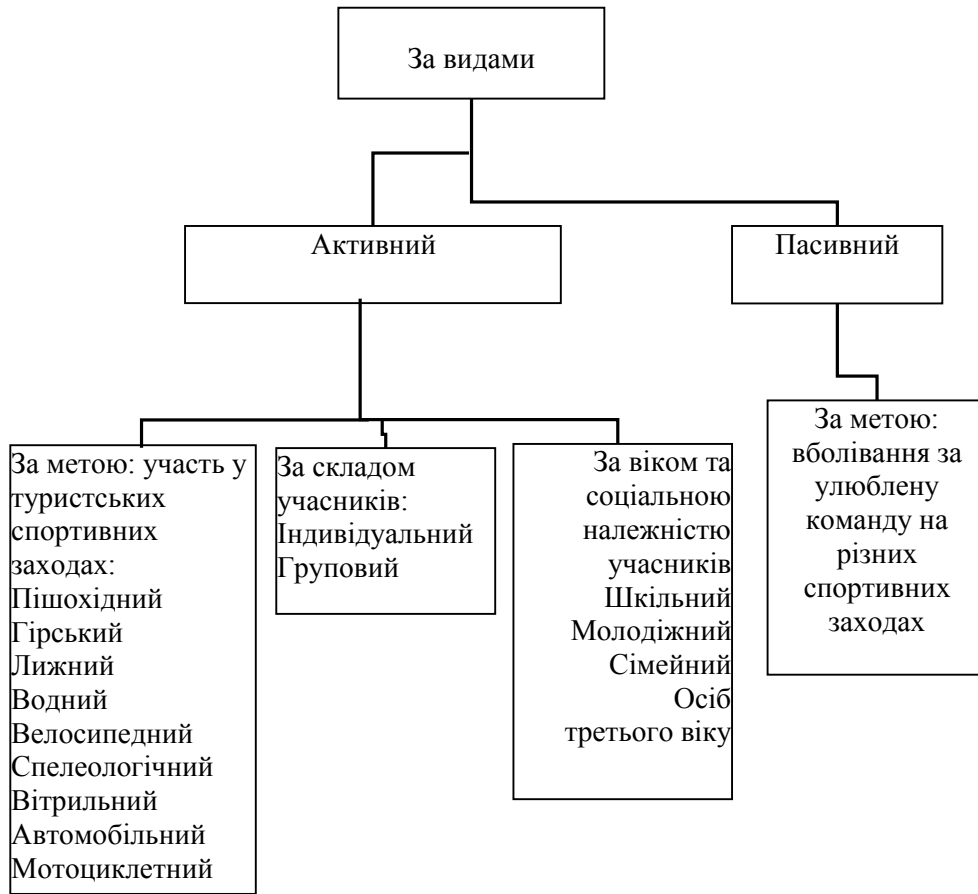 За видами
Активний
Пасивний
За метою: участь у
туристських
спортивних
заходах:
Пішохідний
Гірський
Лижний
Водний
Велосипедний
Спелеологічний
Вітрильний
Автомобільний
Мотоциклетний
За складом
учасників:
Індивідуальний
Груповий
За віком та
соціальною
належністю
учасників
Шкільний
Молодіжний
Сімейний
Осіб
третього віку
За метою:
вболівання за
улюблену
команду на
різних
спортивних
заходах